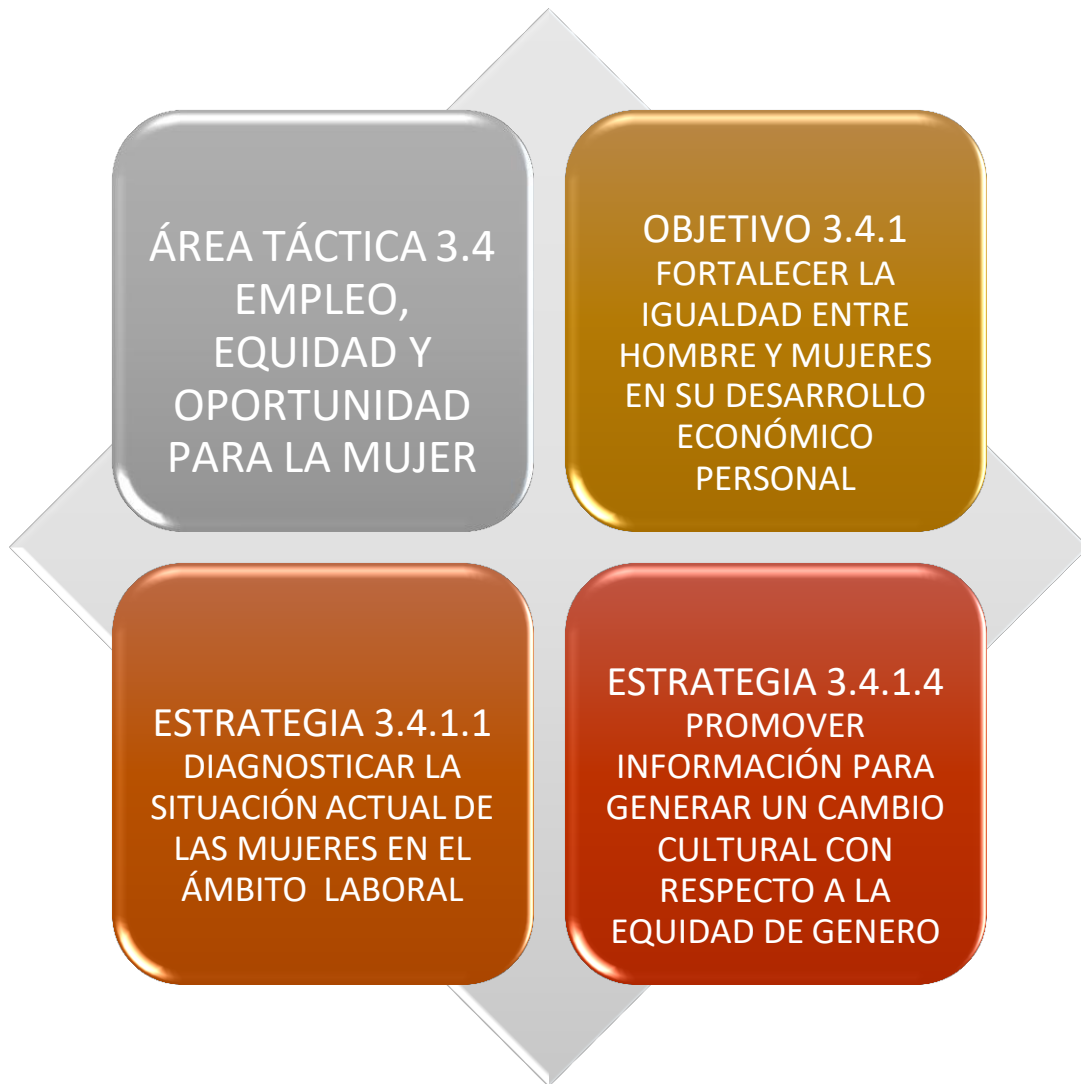 ÁREA TÁCTICA 3.4
EMPLEO,
EQUIDAD Y
OPORTUNIDAD
PARA LA MUJER
OBJETIVO 3.4.1
FORTALECER LA
IGUALDAD ENTRE
HOMBRE Y MUJERES
EN SU DESARROLLO
ECONÓMICO
PERSONAL
ESTRATEGIA 3.4.1.1
DIAGNOSTICAR LA
SITUACIÓN ACTUAL DE
LAS MUJERES EN EL
ÁMBITO LABORAL
ESTRATEGIA 3.4.1.4
PROMOVER
INFORMACIÓN PARA
GENERAR UN CAMBIO
CULTURAL CON
RESPECTO A LA
EQUIDAD DE GENERO